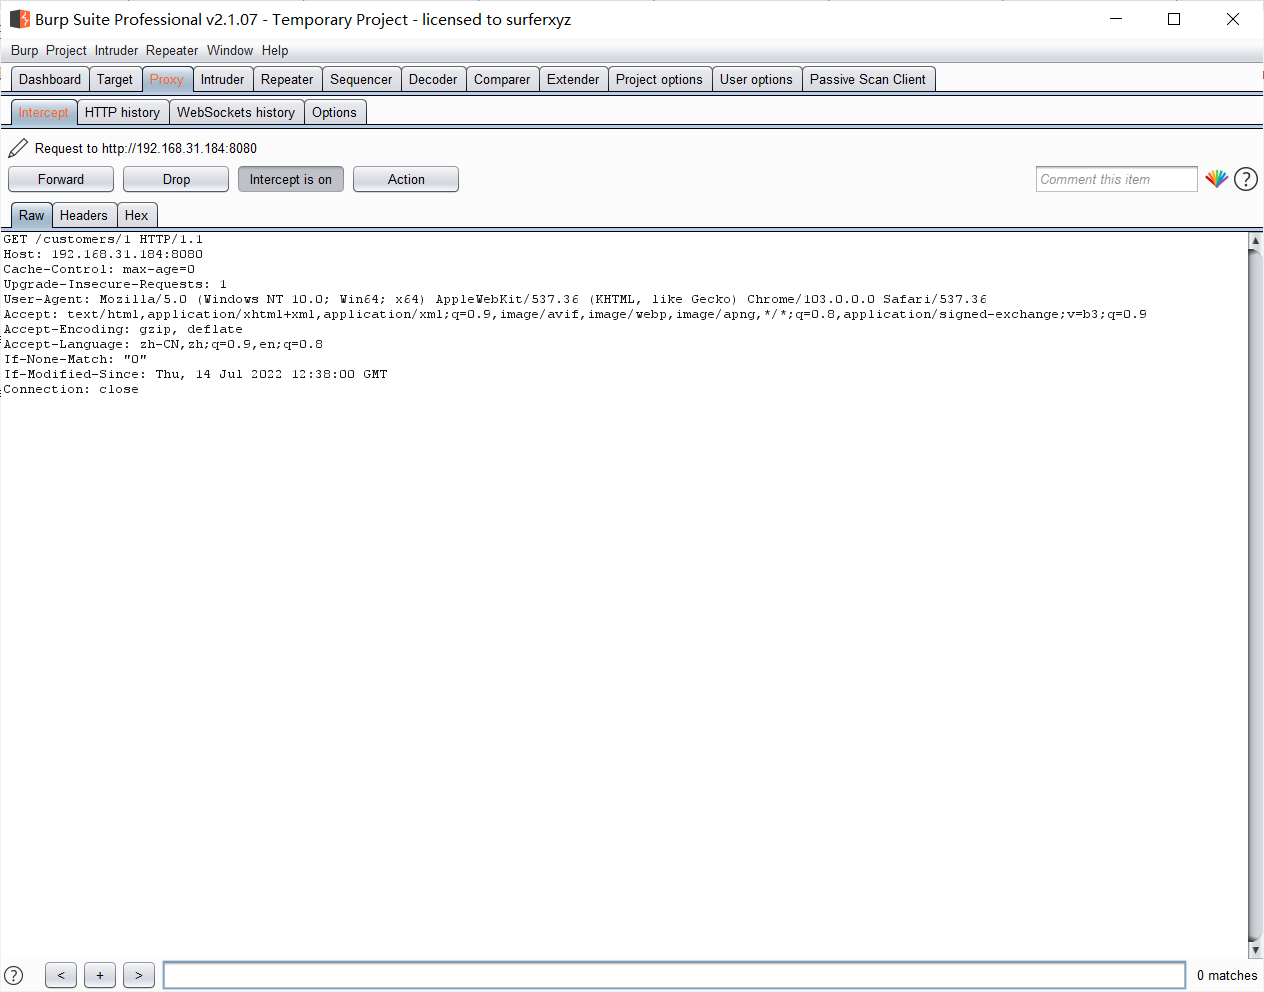 Burp Suite Professional v2.1.07 - Temporary Project - licensed to surferxyz
Burp Project Intruder Repeater Window Help
Dashboard Target Proxy Intruder Repeater Sequencer Decoder Comparer Extender Project options User options Passive Scan Client
Intercept HTTP history WebSockets history Options
Request to http://192.168.31.184:8080
Forward Drop Intercept is on Action Comment this item ?
Raw Headers Hex
GET /customers/1 HTTP/1.1
Host: 192.168.31.184:8080
Cache-Control: max-age=0
Upgrade-Insecure-Requests: 1
User-Agent: Mozilla/5.0 (Windows NT 10.0; Win64; x64) AppleWebKit/537.36 (KHTML, like Gecko) Chrome/103.0.0.0 Safari/537.36
Accept: text/html,application/xhtml+xml,application/xml;q=0.9,image/avif,image/webp,image/apng,*/*;q=0.8,application/signed-exchange;v=b3;q=0.9
Accept-Encoding: gzip, deflate
Accept-Language: zh-CN,zh;q=0.9,en;q=0.8
If-None-Match: "0"
If-Modified-Since: Thu, 14 Jul 2022 12:38:00 GMT
Connection: close
? < + > 0 matches